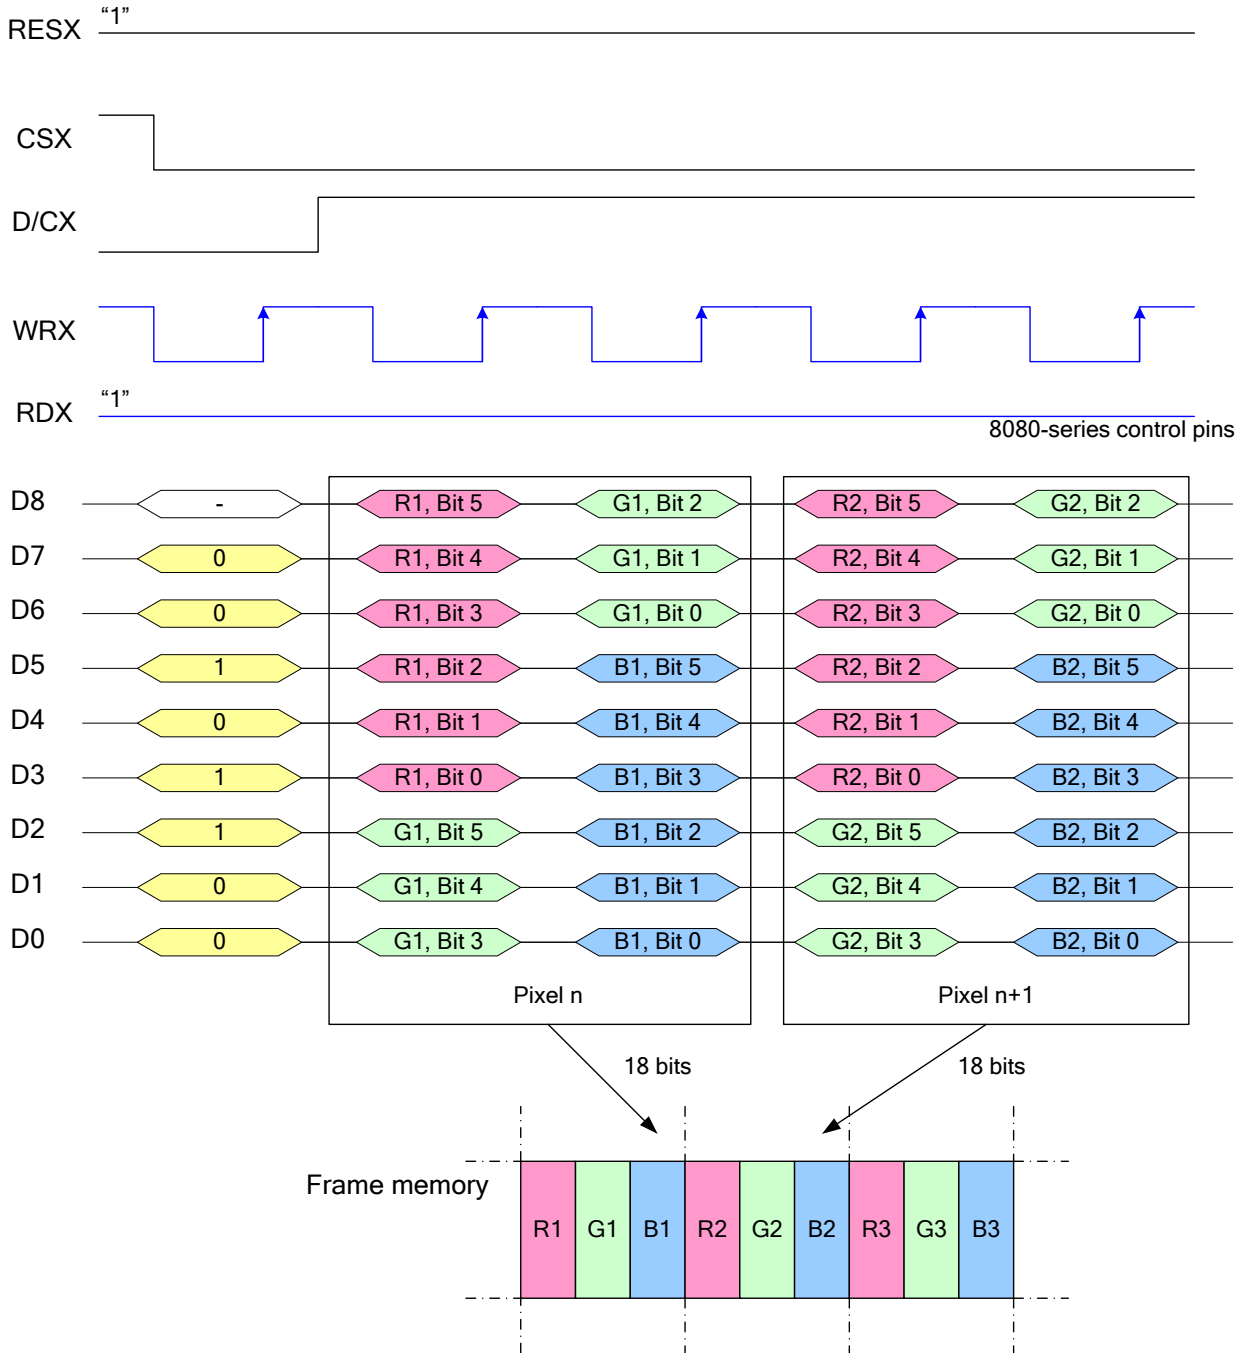 RESX “1”
CSX
D/CX
WRX
RDX “1”
8080-series control pins
D8 - R1, Bit 5 G1, Bit 2 R2, Bit 5 G2, Bit 2
D7 0 R1, Bit 4 G1, Bit 1 R2, Bit 4 G2, Bit 1
D6 0 R1, Bit 3 G1, Bit 0 R2, Bit 3 G2, Bit 0
D5 1 R1, Bit 2 B1, Bit 5 R2, Bit 2 B2, Bit 5
D4 0 R1, Bit 1 B1, Bit 4 R2, Bit 1 B2, Bit 4
D3 1 R1, Bit 0 B1, Bit 3 R2, Bit 0 B2, Bit 3
D2 1 G1, Bit 5 B1, Bit 2 G2, Bit 5 B2, Bit 2
D1 0 G1, Bit 4 B1, Bit 1 G2, Bit 4 B2, Bit 1
D0 0 G1, Bit 3 B1, Bit 0 G2, Bit 3 B2, Bit 0
Pixel n Pixel n+1
18 bits 18 bits
Frame memory
R1 G1 B1 R2 G2 B2 R3 G3 B3